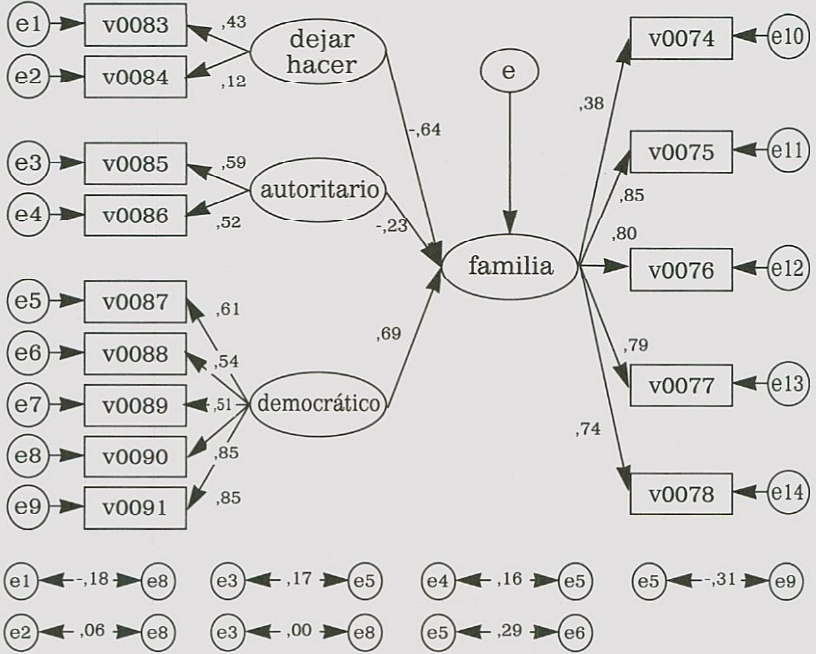 e1 v0083 ,43 dejar hacer
e2 v0084 ,12
e3 v0085 ,59 autoritario
e4 v0086 ,52
e5 v0087 ,61
e6 v0088 ,54
e7 v0089 ,51 democrático
e8 v0090 ,85
e9 v0091 ,85
-,64
-,23
,69
e
familia
,38 v0074 e10
,85 v0075 e11
,80 v0076 e12
,79 v0077 e13
,74 v0078 e14
e1 -,18 e8 e3 ,17 e5 e4 ,16 e5 e5 -,31 e9
e2 ,06 e8 e3 ,00 e8 e5 ,29 e6